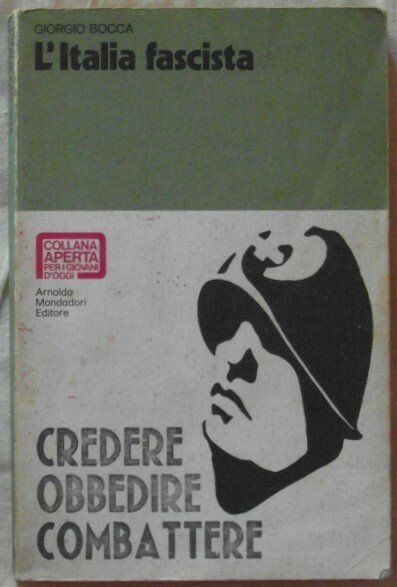 GIORGIO BOCCA
L'Italia fascista
COLLANA
APERTA
PER I GIOVANI
D'OGGI
Arnoldo
Mondadori
Editore
CREDERE
OBBEDIRE
COMBATTERE